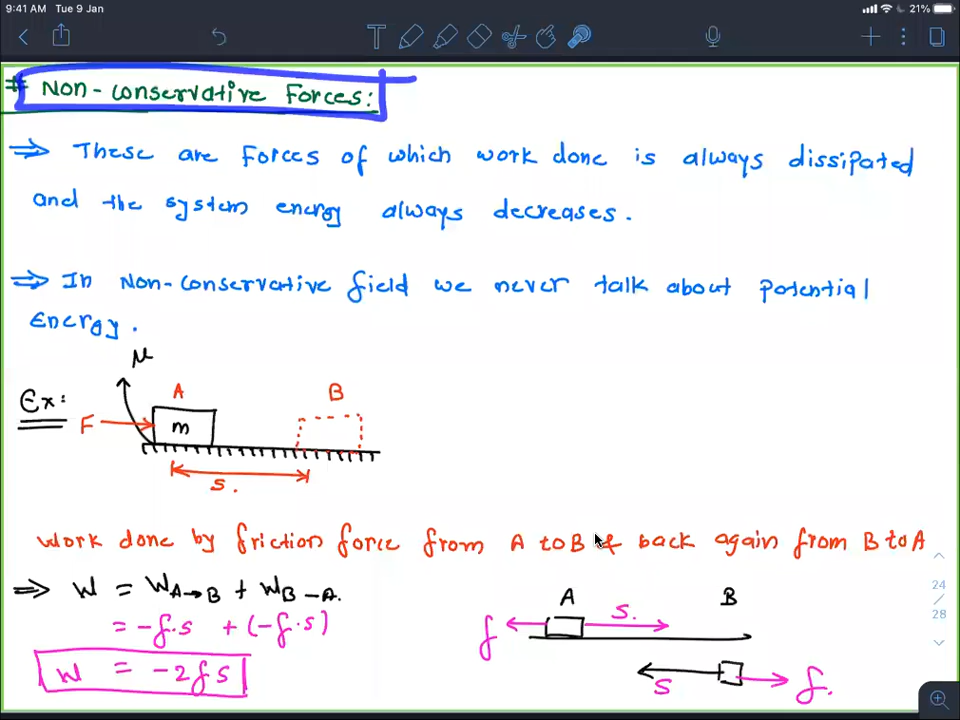 9:41 AM Tue 9 Jan
21%
Non-Conservative Forces:
⇒ These are Forces of which work done is always dissipated
and the system energy always decreases.
⇒ In Non-Conservative field we never talk about Potential
Energy.
μ
A B
Ex: F m
s.
Work done by friction force from A to B & back again from B to A
⇒ W = W A→B + W B-A.
= -f.s + (-f.s)
W = -2fs
A B
f s.
s f.
24
/
28